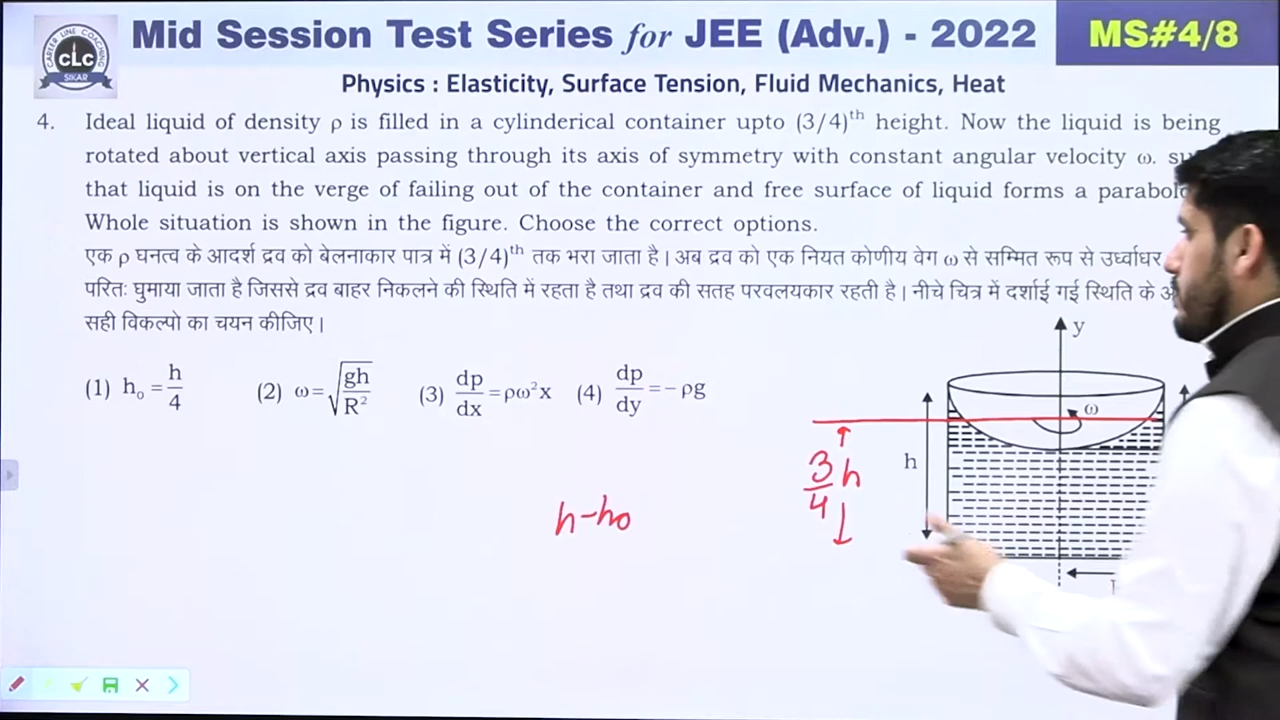 CAREER LINE COACHING
CLC
SIKAR
Mid Session Test Series for JEE (Adv.) - 2022
MS#4/8
Physics : Elasticity, Surface Tension, Fluid Mechanics, Heat
4. Ideal liquid of density ρ is filled in a cylinderical container upto (3/4)th height. Now the liquid is being
rotated about vertical axis passing through its axis of symmetry with constant angular velocity ω.
that liquid is on the verge of failing out of the container and free surface of liquid forms a
Whole situation is shown in the figure. Choose the correct options.
एक ρ घनत्व के आदर्श द्रव को बेलनाकार पात्र में (3/4)th तक भरा जाता है। अब द्रव को एक नियत कोणीय वेग ω से सम्मित रूप से उर्ध्वाधर
परितः घुमाया जाता है जिससे द्रव बाहर निकलने की स्थिति में रहता है तथा द्रव की सतह परवलयकार रहती है। नीचे चित्र में दर्शाई गई स्थिति के
सही विकल्पो का चयन कीजिए।
(1) h₀ = h/4 (2) ω = √(gh/R²) (3) dp/dx = ρω²x (4) dp/dy = −ρg
y
ω
h
3/4 h
h-h₀